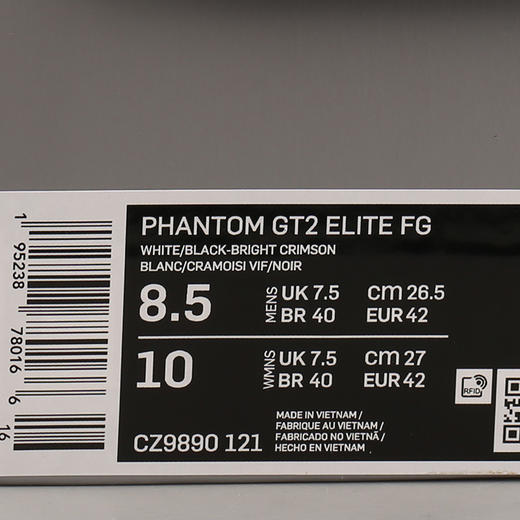 PHANTOM GT2 ELITE FG
WHITE/BLACK-BRIGHT CRIMSON
BLANC/CRAMOISI VIF/NOIR
8.5 MENS UK 7.5 cm 26.5
BR 40 EUR 42
10 WMNS UK 7.5 cm 27
BR 40 EUR 42
CZ9890 121
MADE IN VIETNAM /
FABRIQUE AU VIETNAM /
FABRICADO NO VIETNÃ /
HECHO EN VIETNAM
RFID
1 95238 78016 6
16